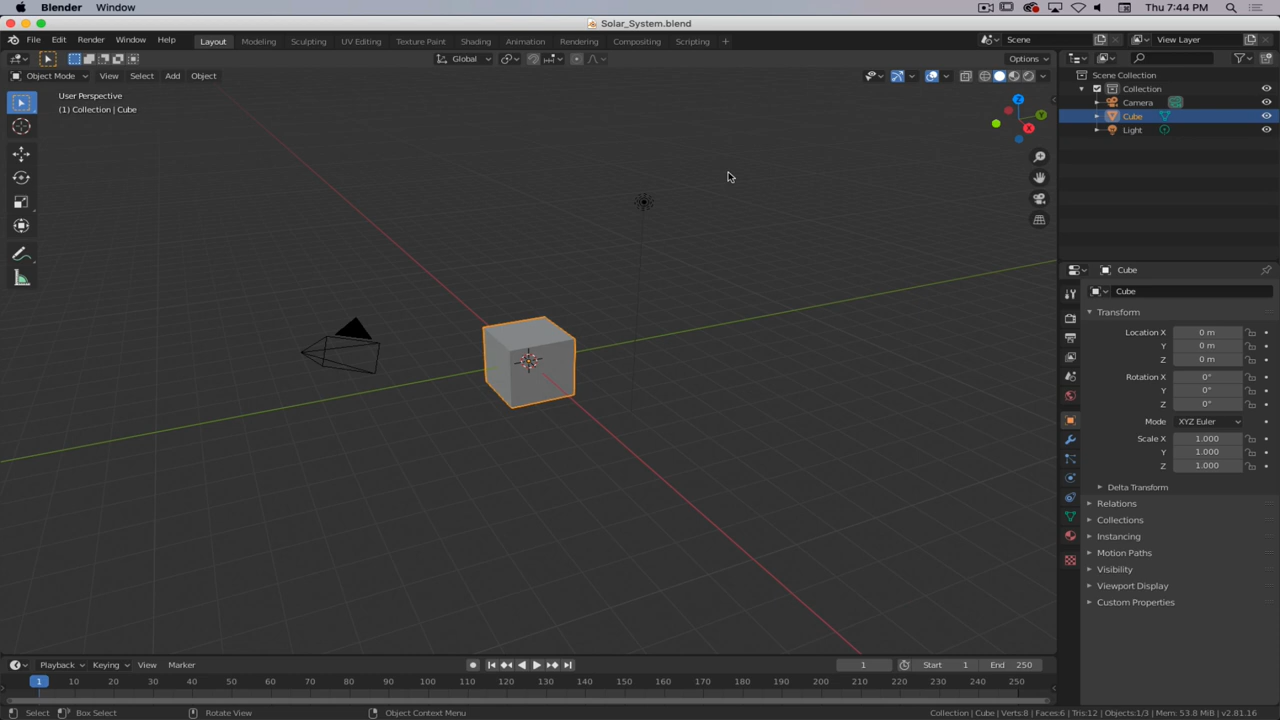 Blender Window
Thu 7:44 PM
Solar_System.blend
File Edit Render Window Help
Layout Modeling Sculpting UV Editing Texture Paint Shading Animation Rendering Compositing Scripting +
Scene
View Layer
Global
Options
Object Mode View Select Add Object
User Perspective
(1) Collection | Cube
Z
Y
X
Scene Collection
Collection
Camera
Cube
Light
Cube
Cube
Transform
Location X 0 m
Y 0 m
Z 0 m
Rotation X 0°
Y 0°
Z 0°
Mode XYZ Euler
Scale X 1.000
Y 1.000
Z 1.000
Delta Transform
Relations
Collections
Instancing
Motion Paths
Visibility
Viewport Display
Custom Properties
Playback Keying View Marker
1 Start 1 End 250
1 10 20 30 40 50 60 70 80 90 100 110 120 130 140 150 160 170 180 190 200 210 220 230 240 250
Select Box Select Rotate View Object Context Menu
Collection | Cube | Verts:8 | Faces:6 | Tris:12 | Objects:1/3 | Mem: 53.8 MiB | v2.81.16